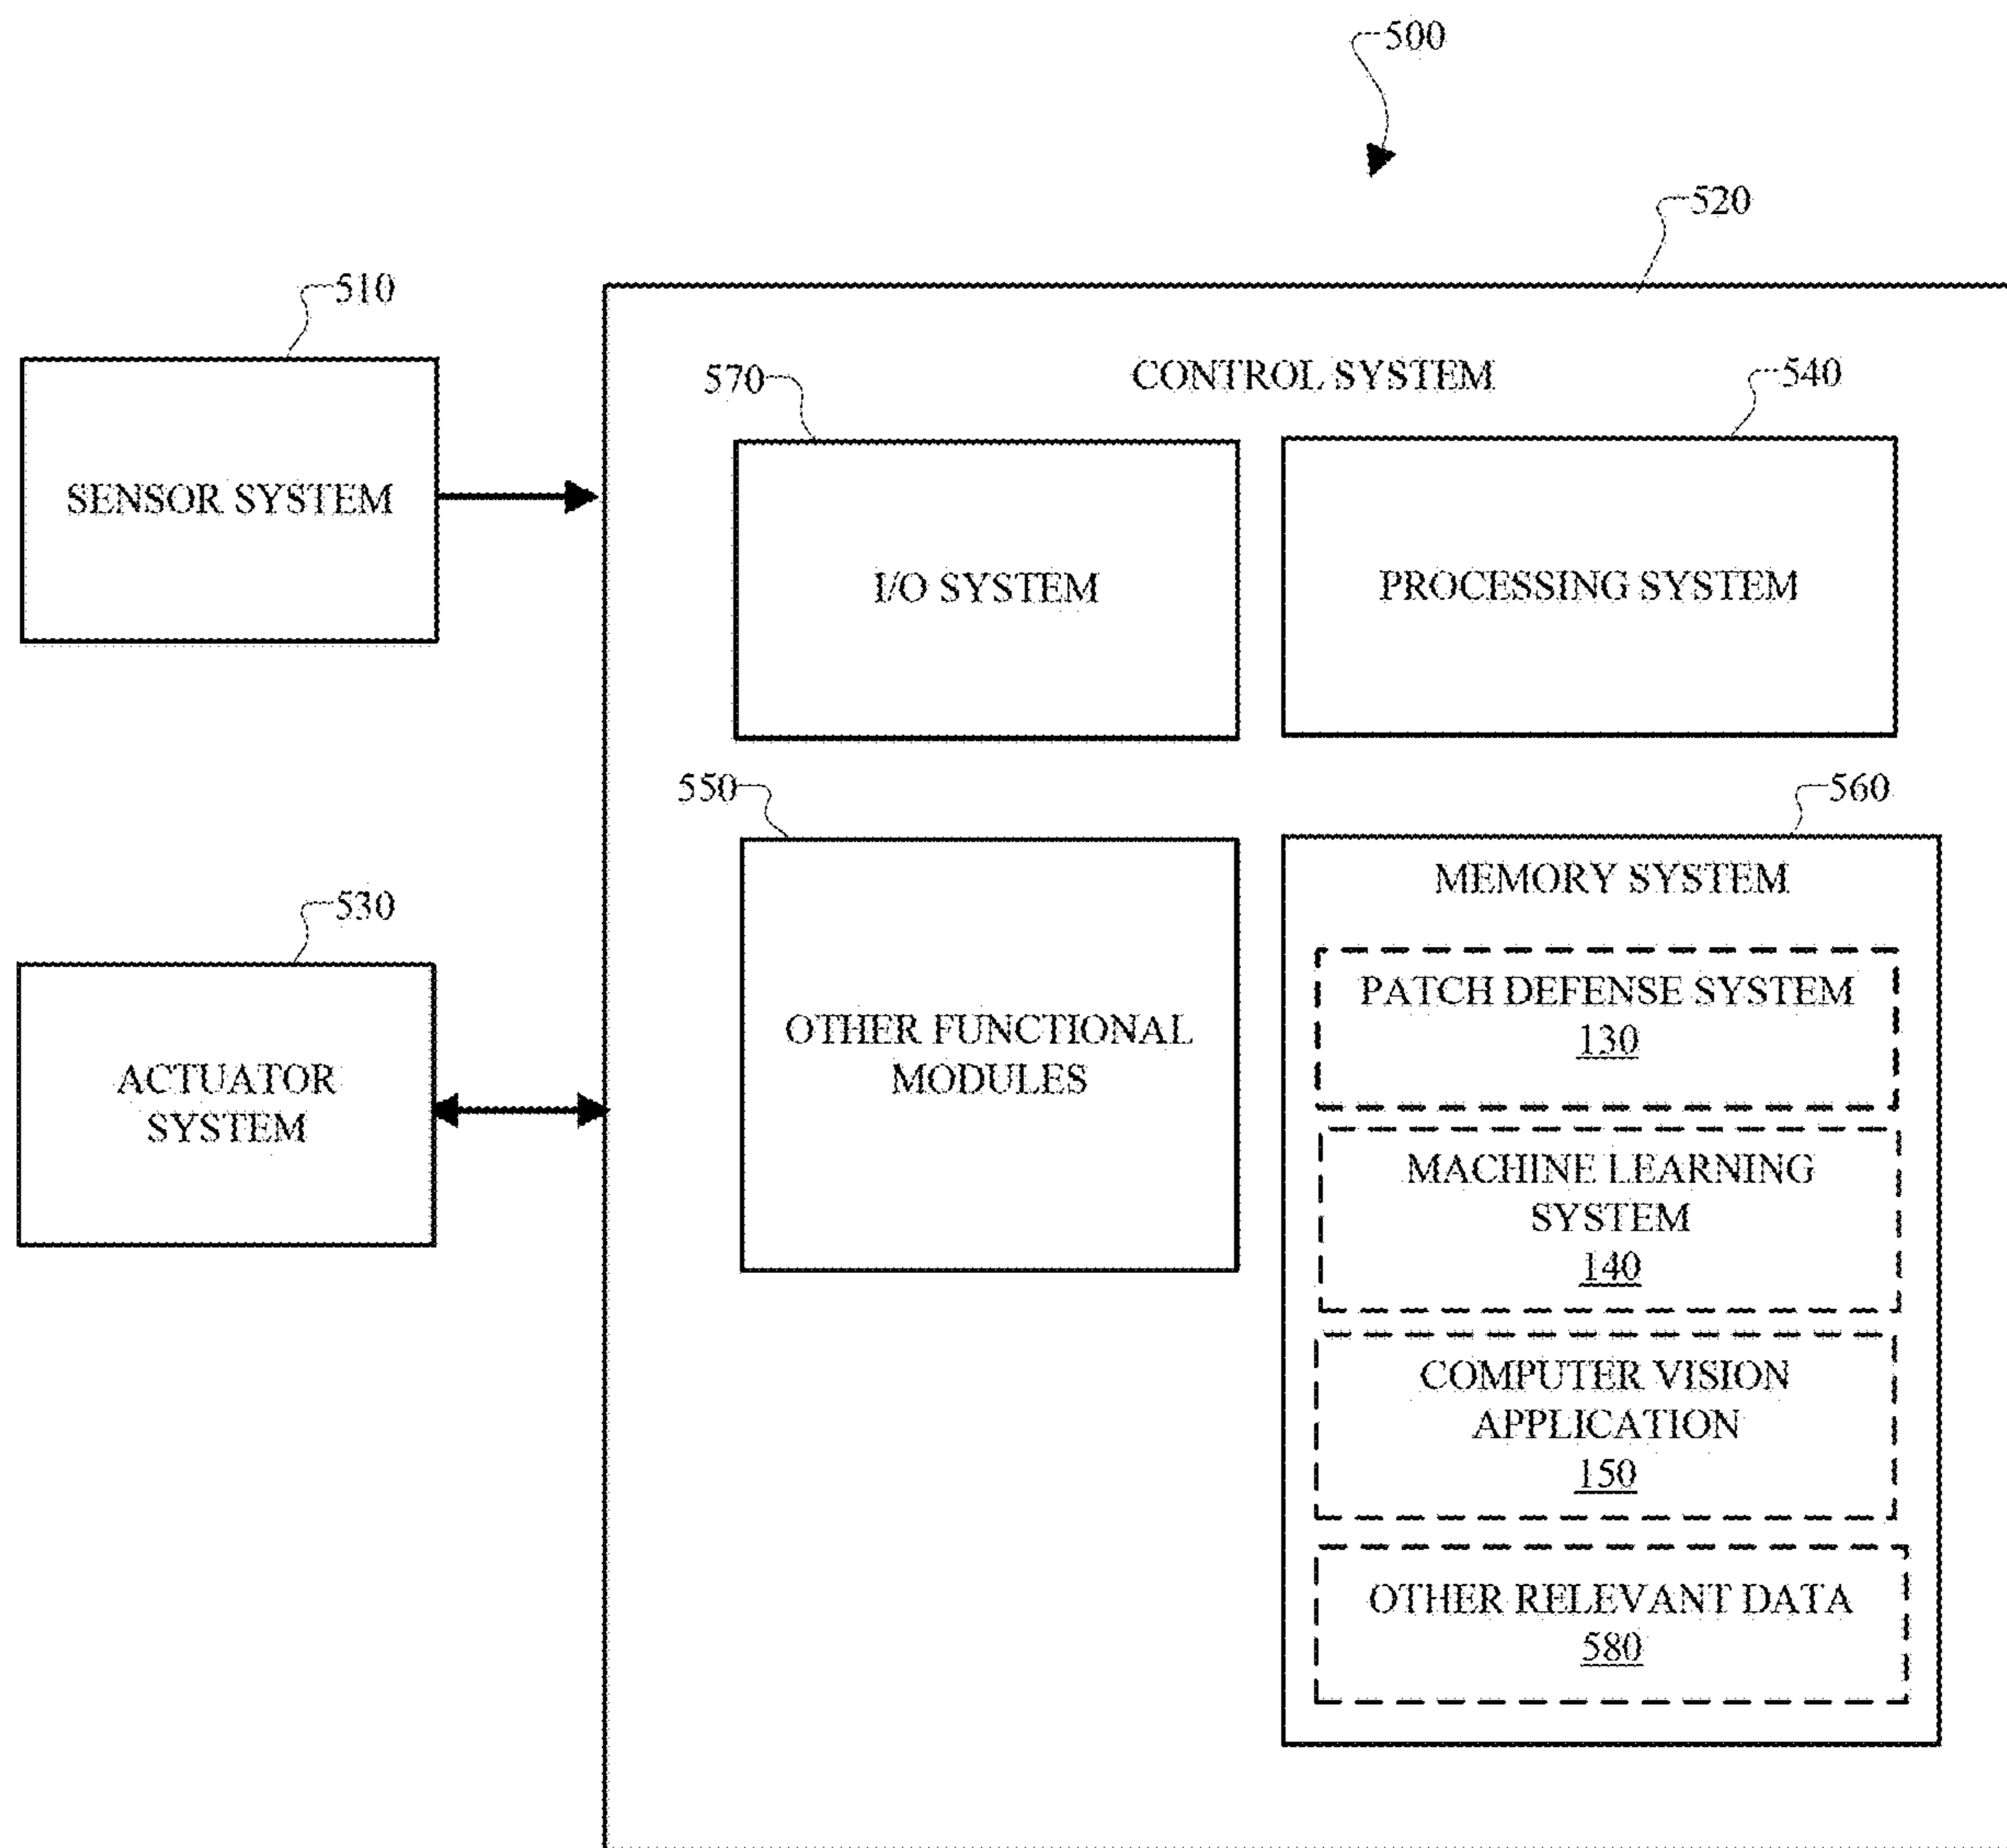 500
520
510
SENSOR SYSTEM
CONTROL SYSTEM
570
I/O SYSTEM
540
PROCESSING SYSTEM
530
ACTUATOR
SYSTEM
550
OTHER FUNCTIONAL
MODULES
560
MEMORY SYSTEM
PATCH DEFENSE SYSTEM
130
MACHINE LEARNING
SYSTEM
140
COMPUTER VISION
APPLICATION
150
OTHER RELEVANT DATA
580